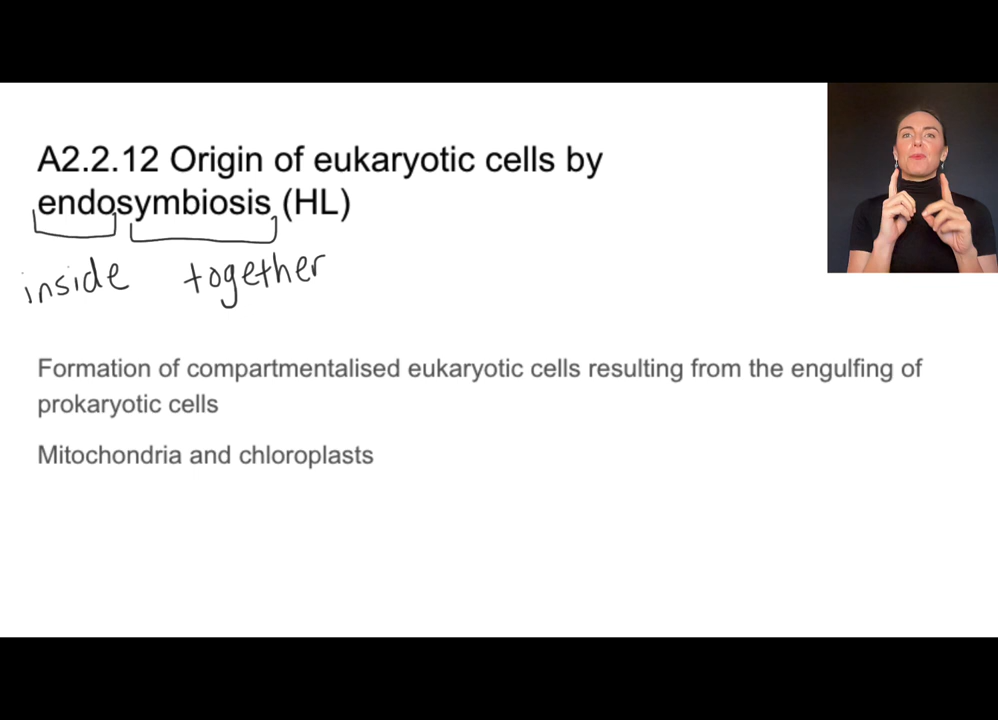 A2.2.12 Origin of eukaryotic cells by
endosymbiosis (HL)
inside together
Formation of compartmentalised eukaryotic cells resulting from the engulfing of
prokaryotic cells
Mitochondria and chloroplasts